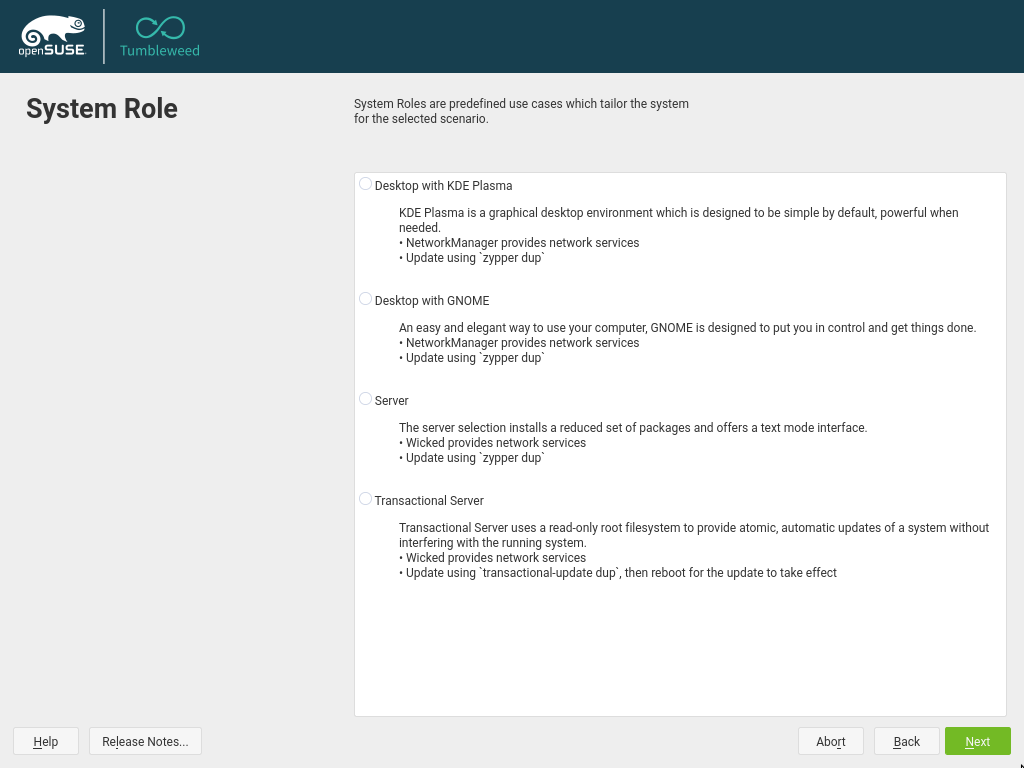 openSUSE
Tumbleweed
System Role
System Roles are predefined use cases which tailor the system
for the selected scenario.
Desktop with KDE Plasma
KDE Plasma is a graphical desktop environment which is designed to be simple by default, powerful when
needed.
• NetworkManager provides network services
• Update using `zypper dup`
Desktop with GNOME
An easy and elegant way to use your computer, GNOME is designed to put you in control and get things done.
• NetworkManager provides network services
• Update using `zypper dup`
Server
The server selection installs a reduced set of packages and offers a text mode interface.
• Wicked provides network services
• Update using `zypper dup`
Transactional Server
Transactional Server uses a read-only root filesystem to provide atomic, automatic updates of a system without
interfering with the running system.
• Wicked provides network services
• Update using `transactional-update dup`, then reboot for the update to take effect
Help
Release Notes...
Abort
Back
Next